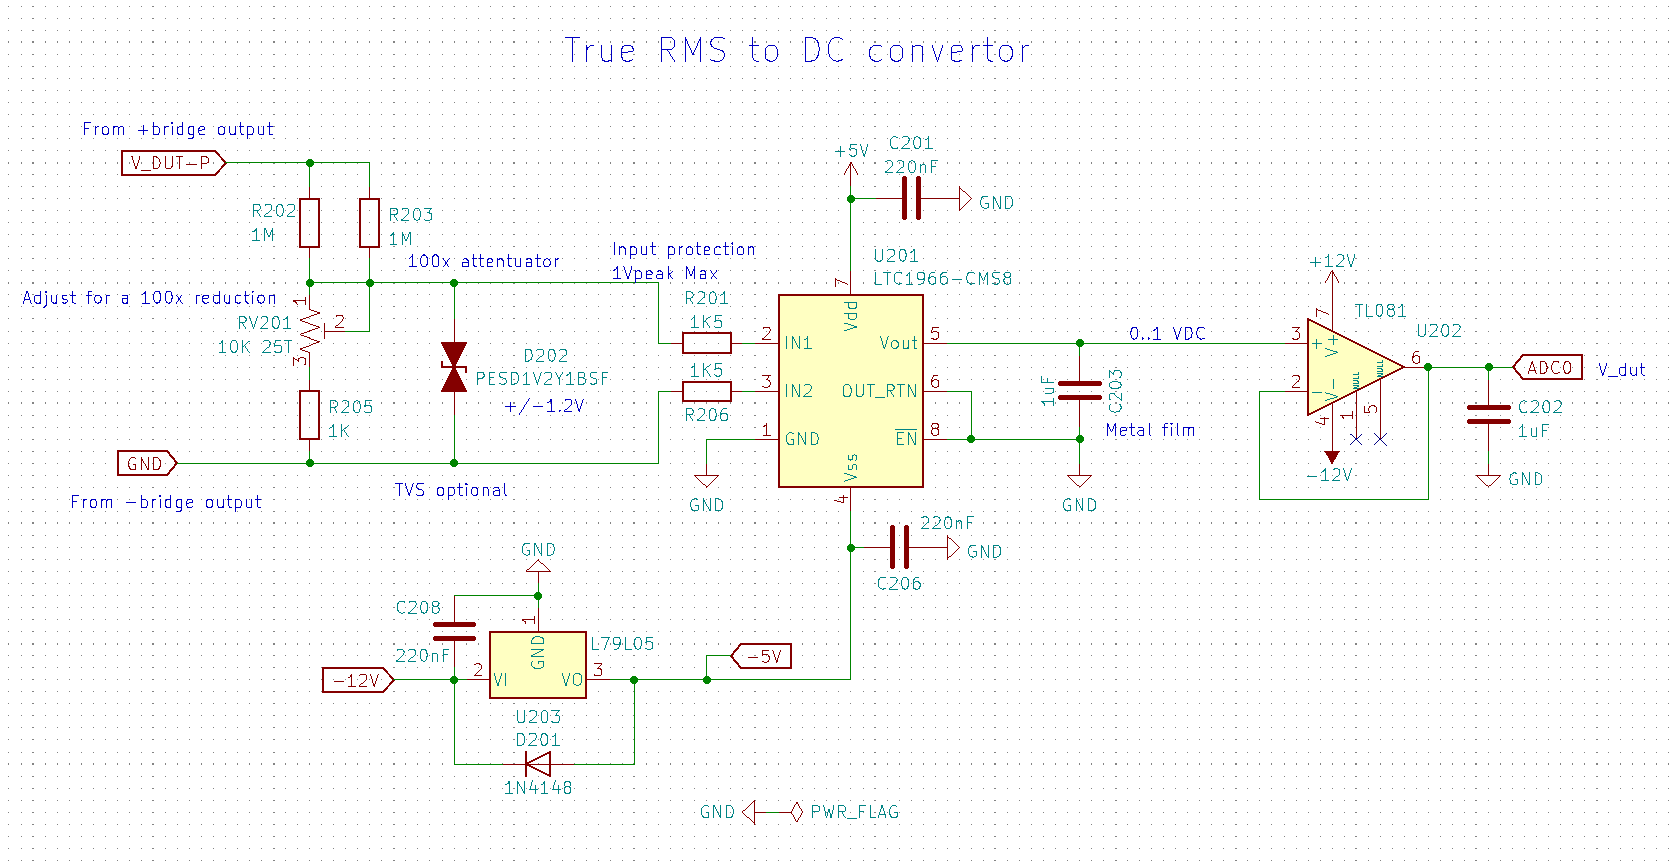 True RMS to DC convertor
From +bridge output
V_DUT-P
R202
1M
R203
1M
100x attentuator
Adjust for a 100x reduction
RV201
10K 25T
1
2
3
R205
1K
GND
From -bridge output
D202
PESD1V2Y1BSF
+/-1.2V
TVS optional
Input protection
1Vpeak Max
R201
1K5
1K5
R206
+5V
C201
220nF
GND
U201
LTC1966-CMS8
7
Vdd
2
IN1
3
IN2
1
GND
5
Vout
6
OUT_RTN
8
EN
Vss
4
GND
0..1 VDC
1uF
C203
Metal film
GND
220nF
C206
GND
+12V
TL081
U202
7
V+
3
+
2
-
6
V-
4
NULL
1
NULL
5
-12V
ADC0
V_dut
C202
1uF
GND
GND
C208
220nF
1
GND
L79L05
-12V
2
VI
VO
3
-5V
U203
D201
1N4148
GND
PWR_FLAG